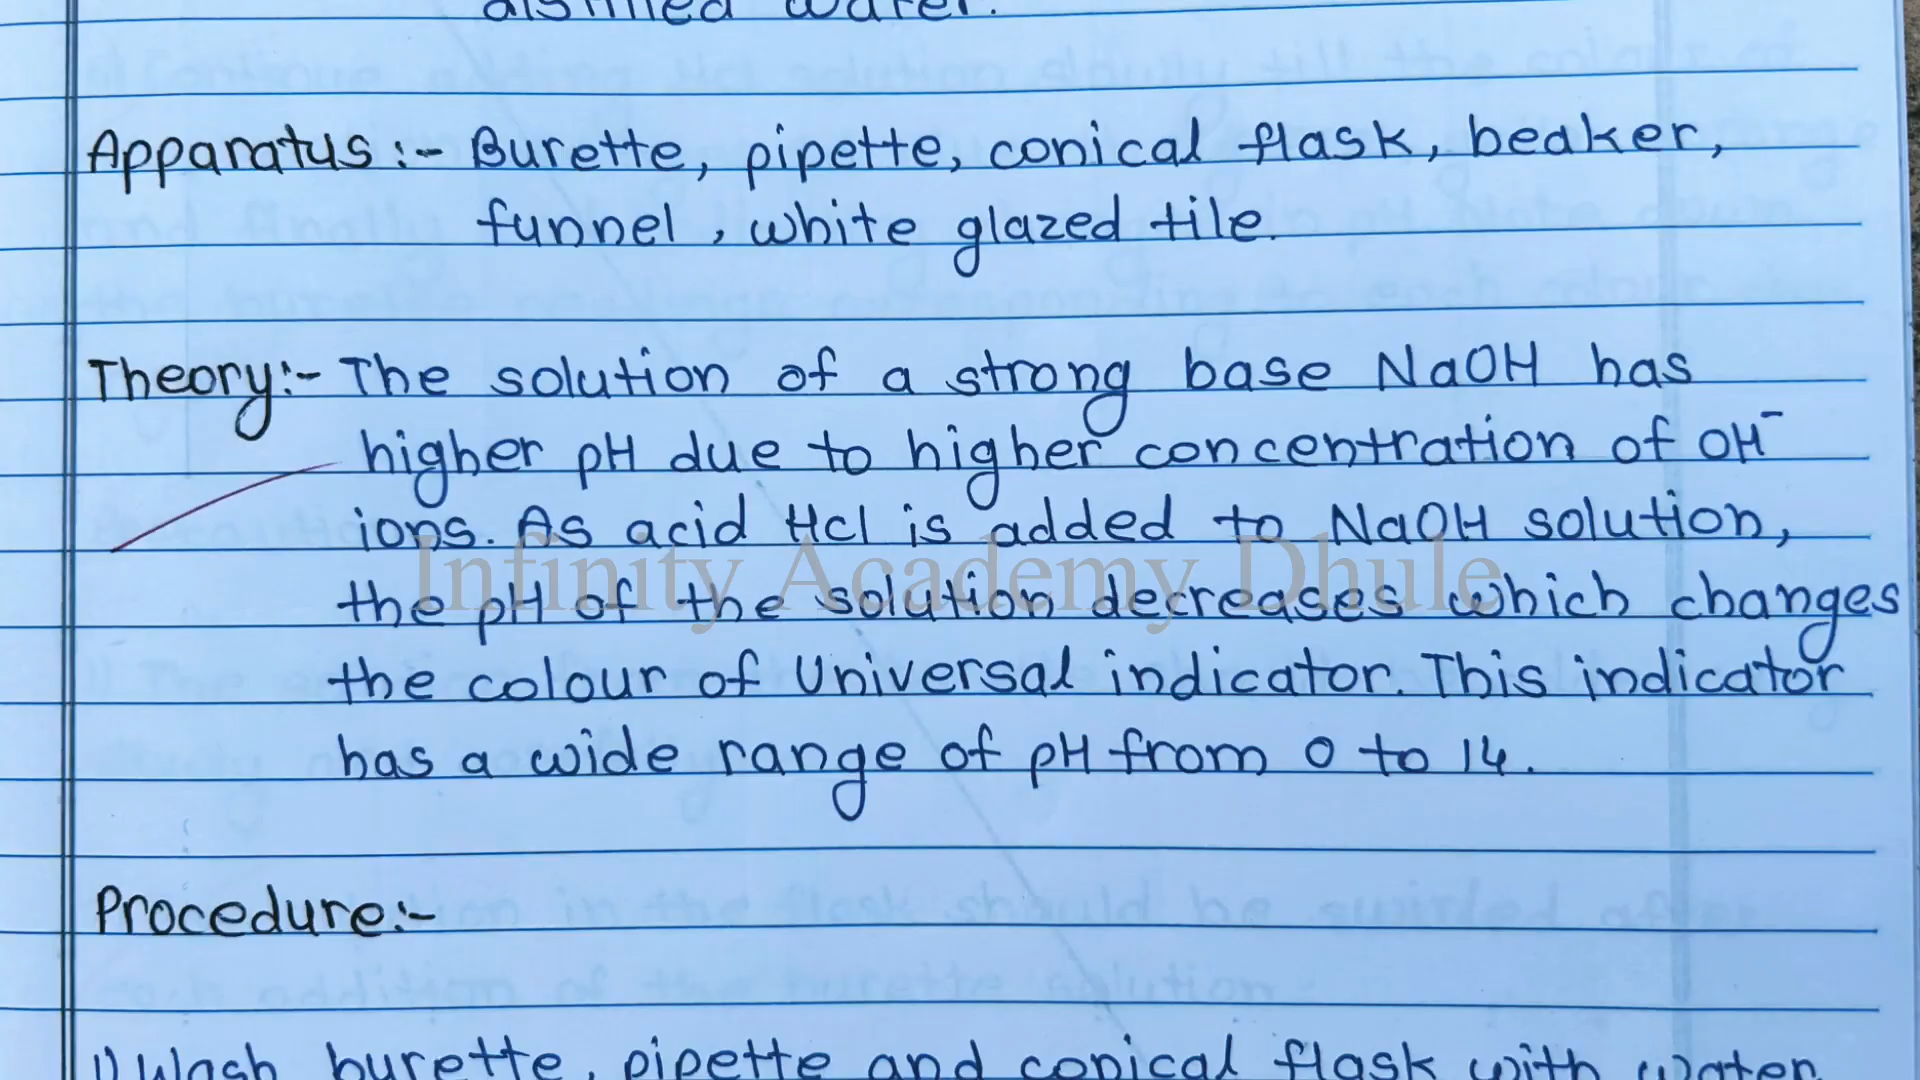 distilled water.
Apparatus :- Burette, pipette, conical flask, beaker,
funnel, white glazed tile.
Theory:- The solution of a strong base NaOH has
higher pH due to higher concentration of OH⁻
ions. As acid HCl is added to NaOH solution,
Infinity Academy Dhule
the pH of the solution decreases which changes
the colour of Universal indicator. This indicator
has a wide range of pH from 0 to 14.
Procedure:-
1) Wash burette, pipette and conical flask with water